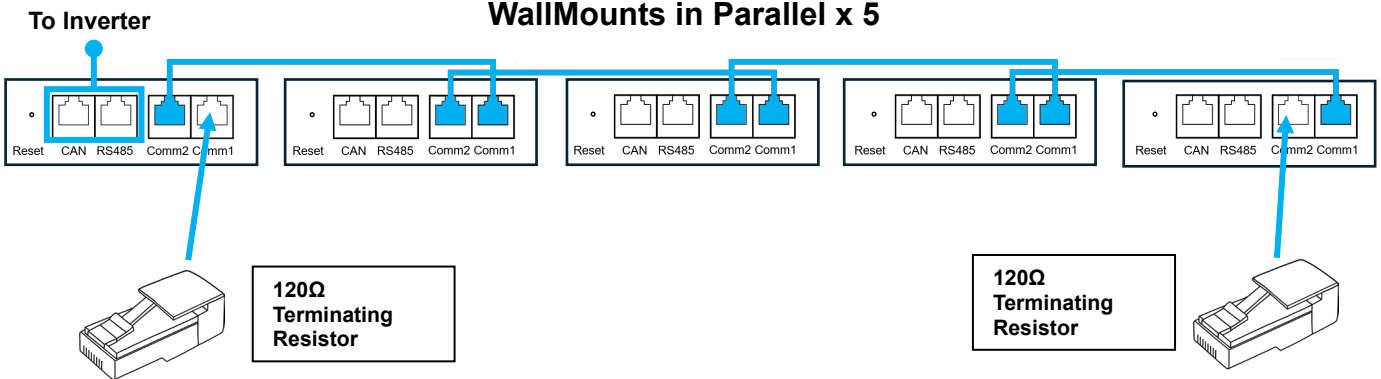 WallMounts in Parallel x 5
To Inverter
Reset CAN RS485 Comm2 Comm1
Reset CAN RS485 Comm2 Comm1
Reset CAN RS485 Comm2 Comm1
Reset CAN RS485 Comm2 Comm1
Reset CAN RS485 Comm2 Comm1
120Ω
Terminating
Resistor
120Ω
Terminating
Resistor